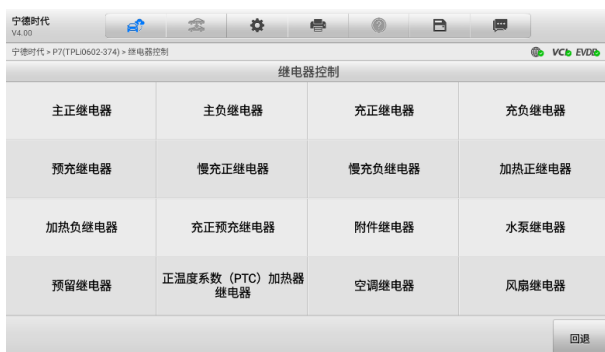 宁德时代
V4.00
宁德时代 > P7(TPLi0602-374) > 继电器控制
VCI EVDB
继电器控制
主正继电器 主负继电器 充正继电器 充负继电器
预充继电器 慢充正继电器 慢充负继电器 加热正继电器
加热负继电器 充正预充继电器 附件继电器 水泵继电器
预留继电器 正温度系数（PTC）加热器继电器 空调继电器 风扇继电器
回退